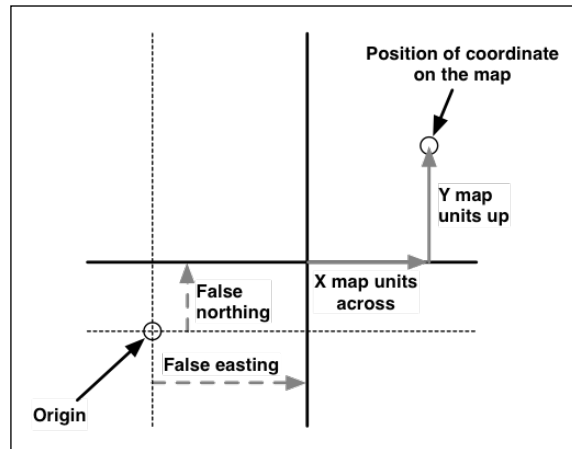 Position of coordinate
on the map
Y map
units up
X map units
across
False
northing
False easting
Origin